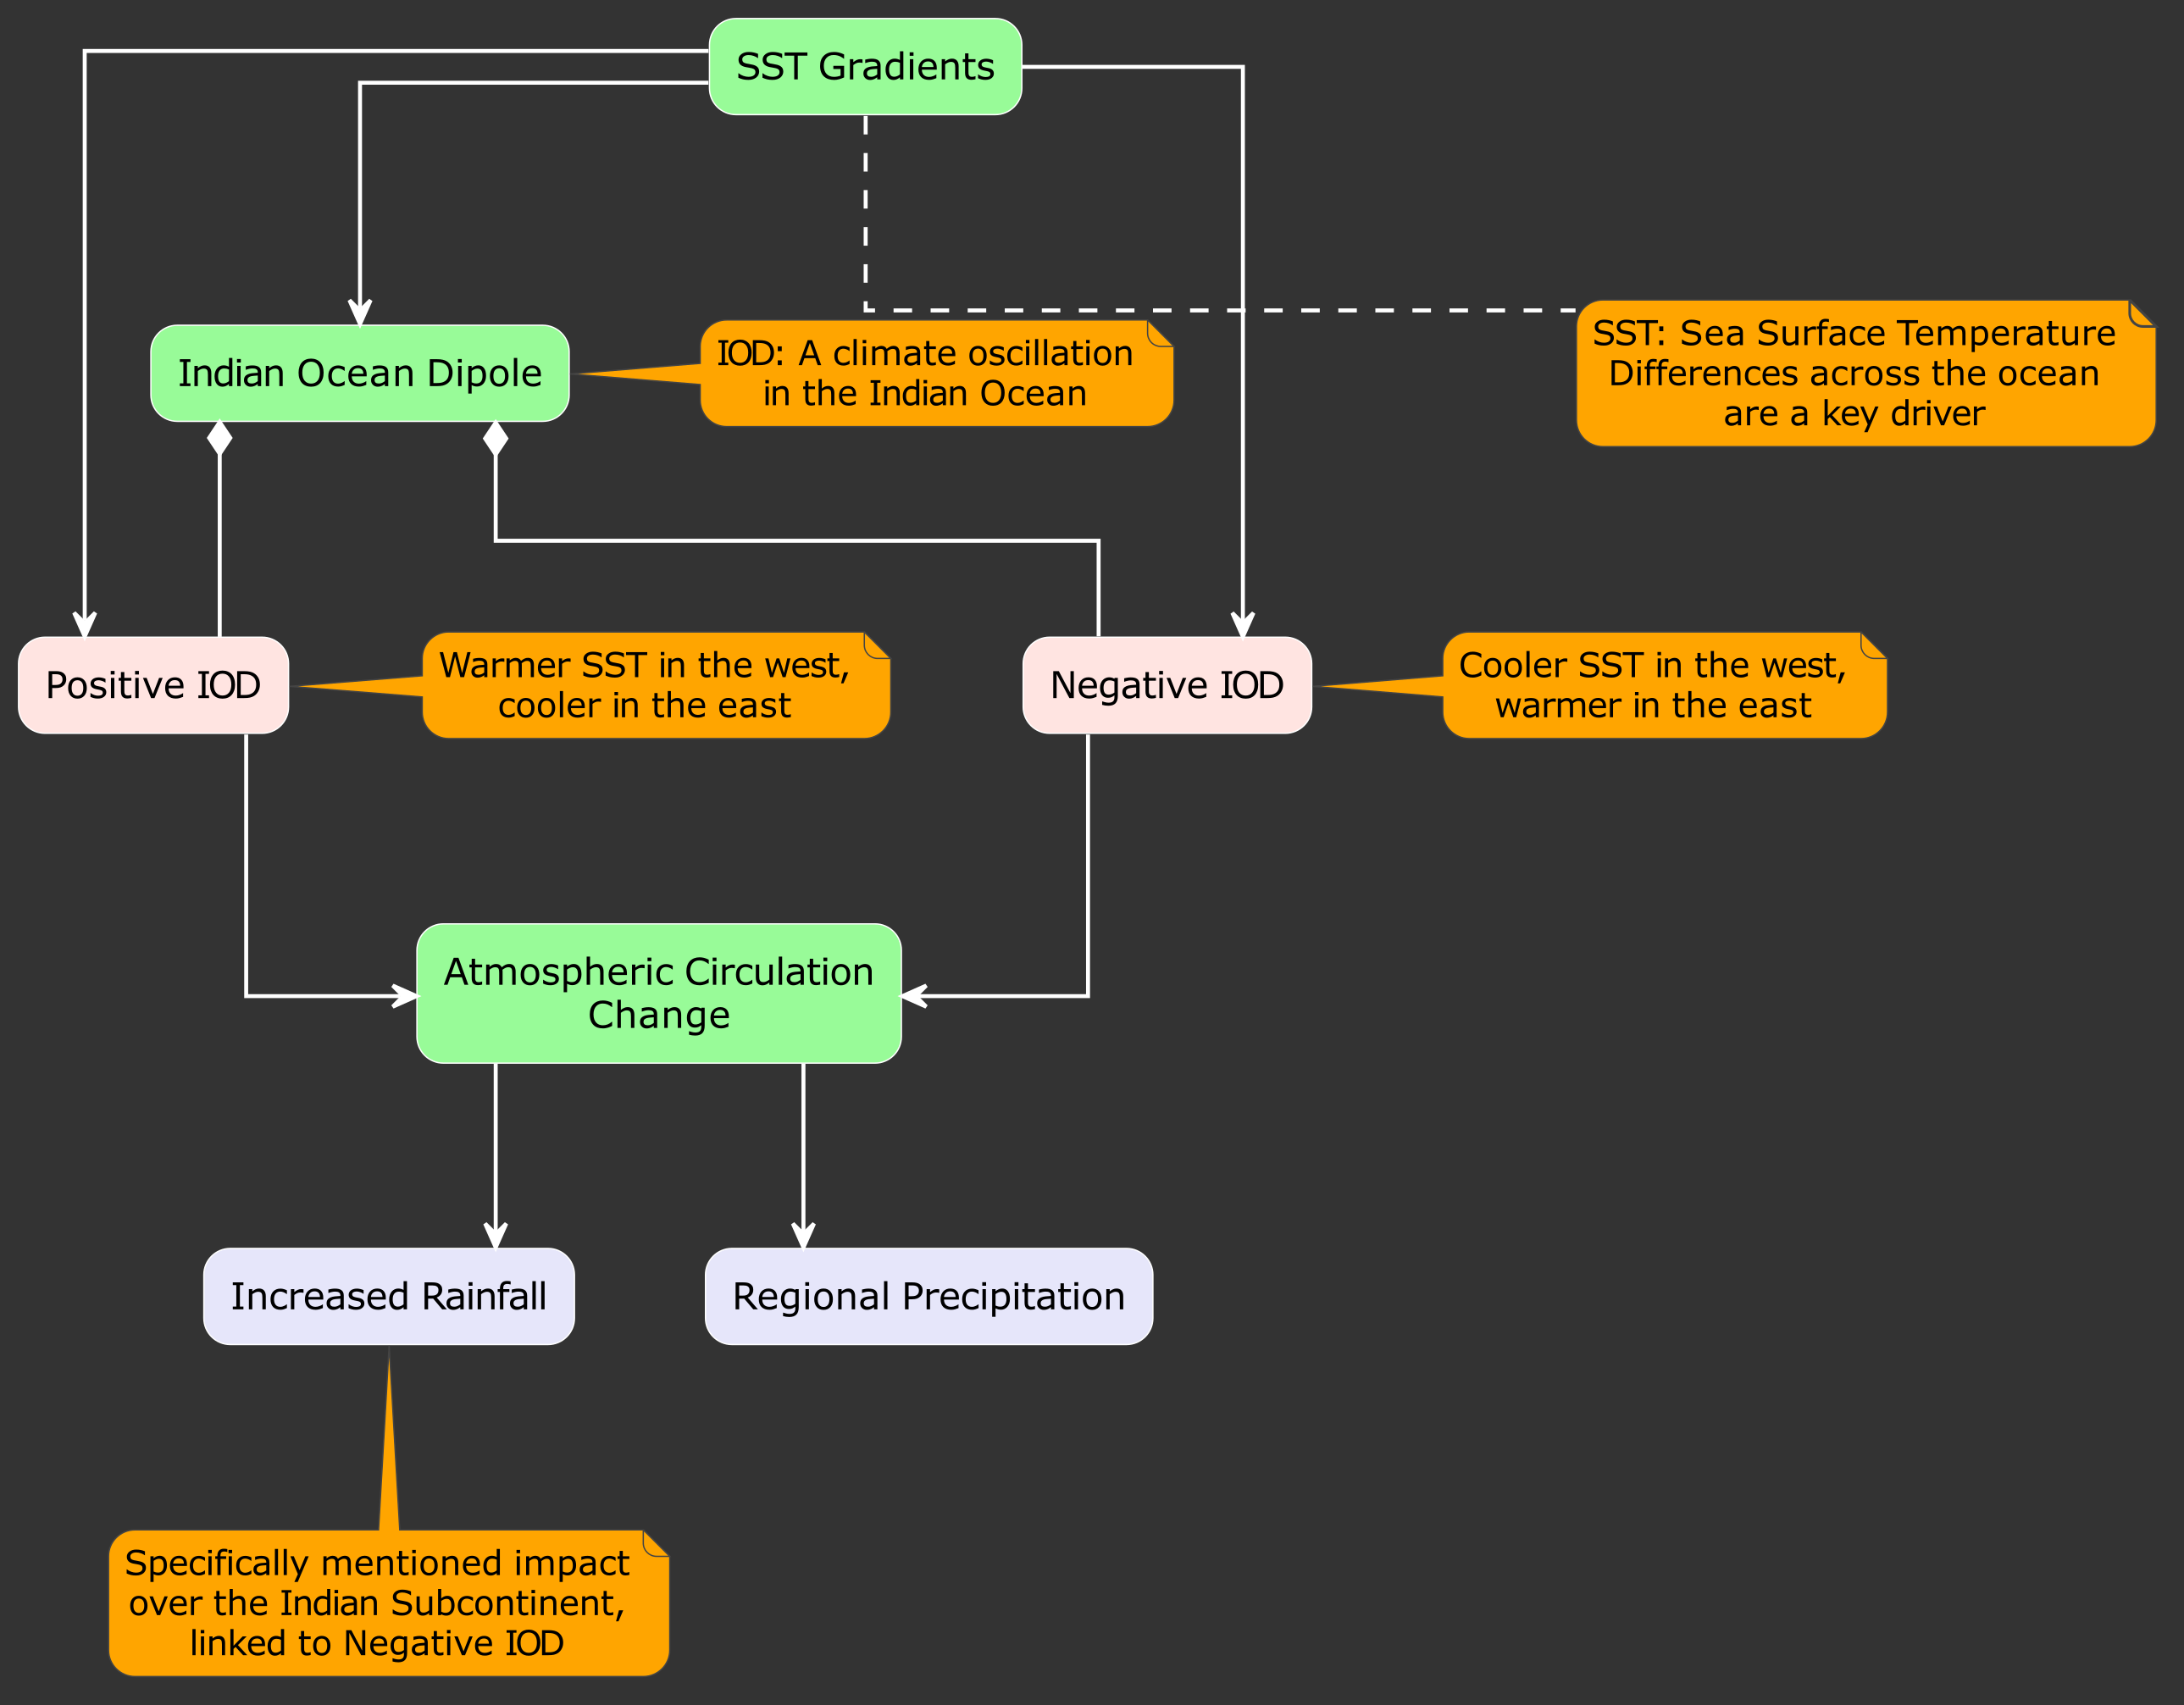 SST Gradients
Indian Ocean Dipole
IOD: A climate oscillation
in the Indian Ocean
SST: Sea Surface Temperature
Differences across the ocean
are a key driver
Positive IOD
Warmer SST in the west,
cooler in the east
Negative IOD
Cooler SST in the west,
warmer in the east
Atmospheric Circulation
Change
Increased Rainfall
Regional Precipitation
Specifically mentioned impact
over the Indian Subcontinent,
linked to Negative IOD